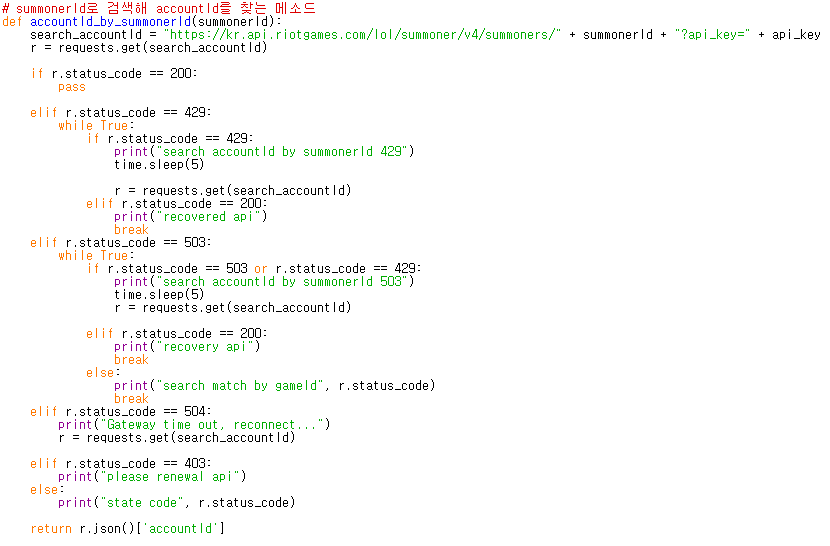 # summonerId로 검색해 accountId를 찾는 메소드
def accountId_by_summonerId(summonerId):
    search_accountId = "https://kr.api.riotgames.com/lol/summoner/v4/summoners/" + summonerId + "?api_key=" + api_key
    r = requests.get(search_accountId)

    if r.status_code == 200:
        pass

    elif r.status_code == 429:
        while True:
            if r.status_code == 429:
                print("search accountId by summonerId 429")
                time.sleep(5)

                r = requests.get(search_accountId)
            elif r.status_code == 200:
                print("recovered api")
                break
    elif r.status_code == 503:
        while True:
            if r.status_code == 503 or r.status_code == 429:
                print("search accountId by summonerId 503")
                time.sleep(5)
                r = requests.get(search_accountId)

            elif r.status_code == 200:
                print("recovery api")
                break
            else:
                print("search match by gameId", r.status_code)
                break
    elif r.status_code == 504:
        print("Gateway time out, reconnect...")
        r = requests.get(search_accountId)

    elif r.status_code == 403:
        print("please renewal api")
    else:
        print("state code", r.status_code)

    return r.json()['accountId']